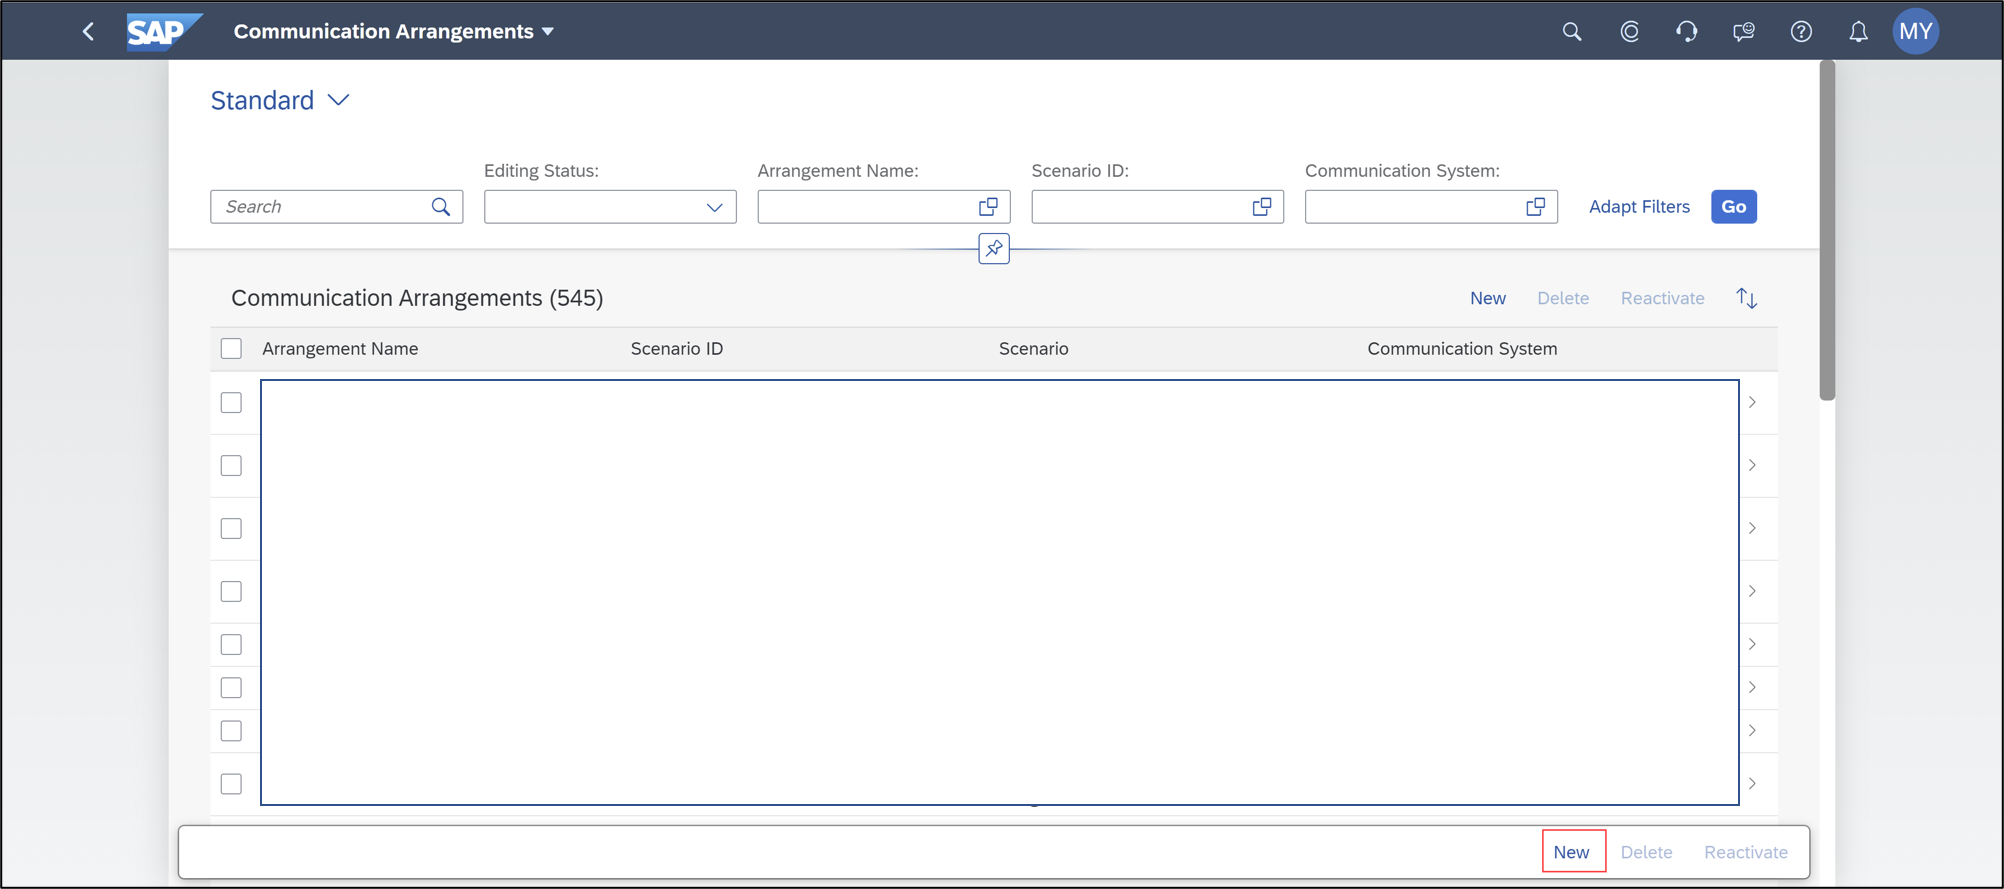 SAP Communication Arrangements MY
Standard
Editing Status: Arrangement Name: Scenario ID: Communication System:
Search Adapt Filters Go
Communication Arrangements (545) New Delete Reactivate
Arrangement Name Scenario ID Scenario Communication System
New Delete Reactivate